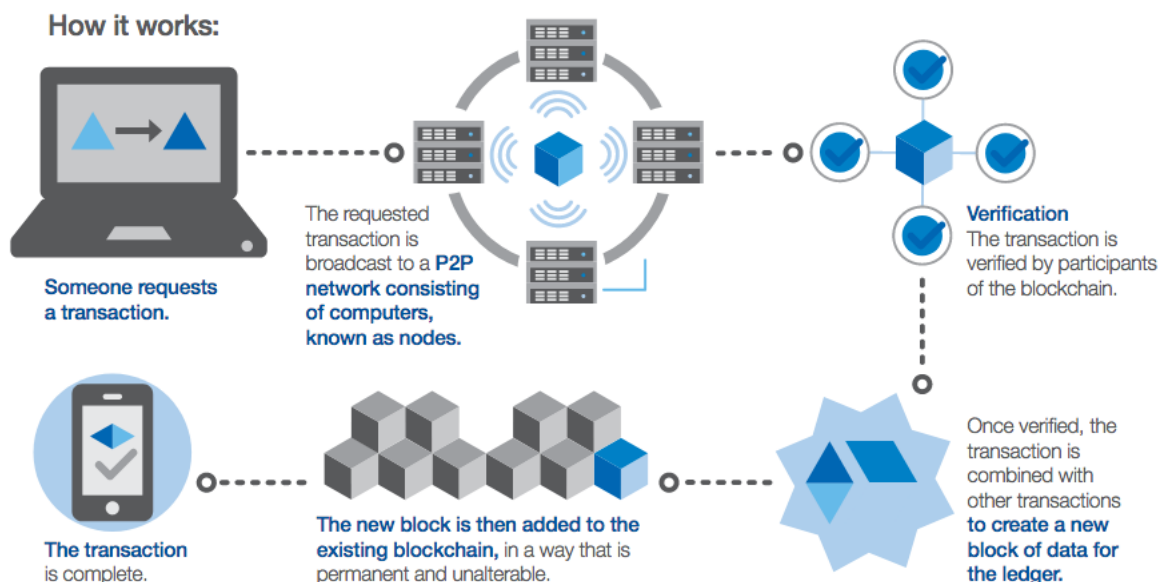 How it works:
Someone requests
a transaction.
The requested
transaction is
broadcast to a P2P
network consisting
of computers,
known as nodes.
Verification
The transaction is
verified by participants
of the blockchain.
Once verified, the
transaction is
combined with
other transactions
to create a new
block of data for
the ledger.
The new block is then added to the
existing blockchain, in a way that is
permanent and unalterable.
The transaction
is complete.